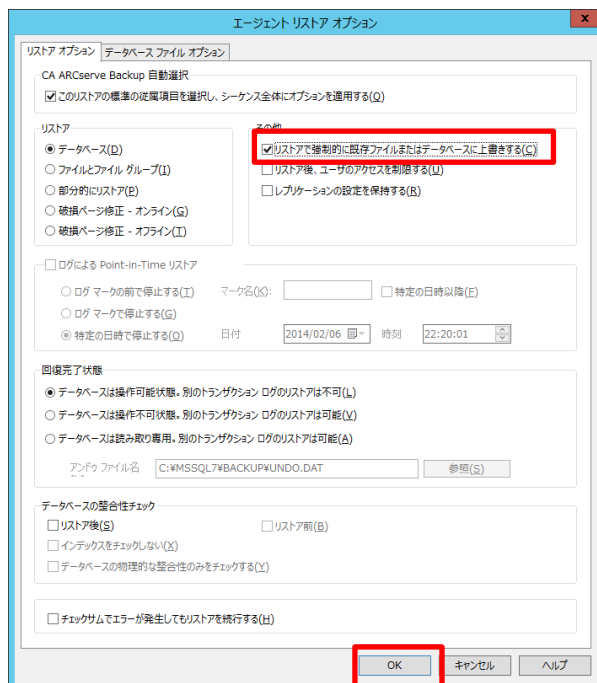 エージェント リストア オプション
x
リストア オプション データベース ファイル オプション
CA ARCserve Backup 自動選択
このリストアの標準の従属項目を選択し、シーケンス全体にオプションを適用する(O)
リストア
データベース(D)
ファイルとファイル グループ(I)
部分的にリストア(P)
破損ページ修正 - オンライン(G)
破損ページ修正 - オフライン(T)
その他
リストアで強制的に既存ファイルまたはデータベースに上書きする(C)
リストア後、ユーザのアクセスを制限する(U)
レプリケーションの設定を保持する(R)
ログによる Point-in-Time リストア
ログ マークの前で停止する(T) マーク名(K): 特定の日時以降(F)
ログ マークで停止する(G)
特定の日時で停止する(O) 日付 2014/02/06 時刻 22:20:01
回復完了状態
データベースは操作可能状態。別のトランザクション ログのリストアは不可(L)
データベースは操作不可状態。別のトランザクション ログのリストアは可能(V)
データベースは読み取り専用。別のトランザクション ログのリストアは可能(A)
アンドゥ ファイル名 C:¥MSSQL7¥BACKUP¥UNDO.DAT 参照(S)
データベースの整合性チェック
リストア後(S) リストア前(B)
インデックスをチェックしない(X)
データベースの物理的な整合性のみをチェックする(Y)
チェックサムでエラーが発生してもリストアを続行する(H)
OK キャンセル ヘルプ